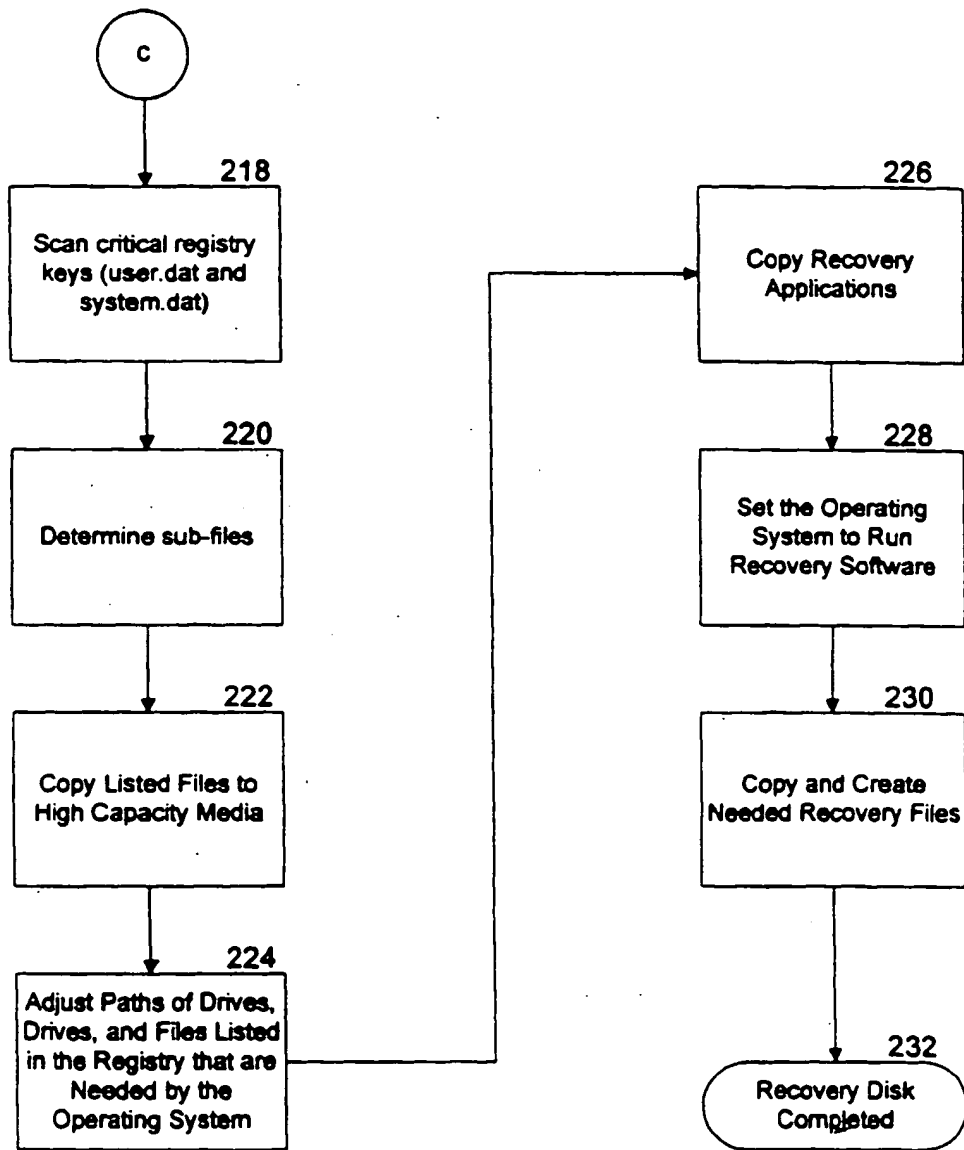 C
218
Scan critical registry
keys (user.dat and
system.dat)
220
Determine sub-files
222
Copy Listed Files to
High Capacity Media
224
Adjust Paths of Drives,
Drives, and Files Listed
in the Registry that are
Needed by the
Operating System
226
Copy Recovery
Applications
228
Set the Operating
System to Run
Recovery Software
230
Copy and Create
Needed Recovery Files
232
Recovery Disk
Completed